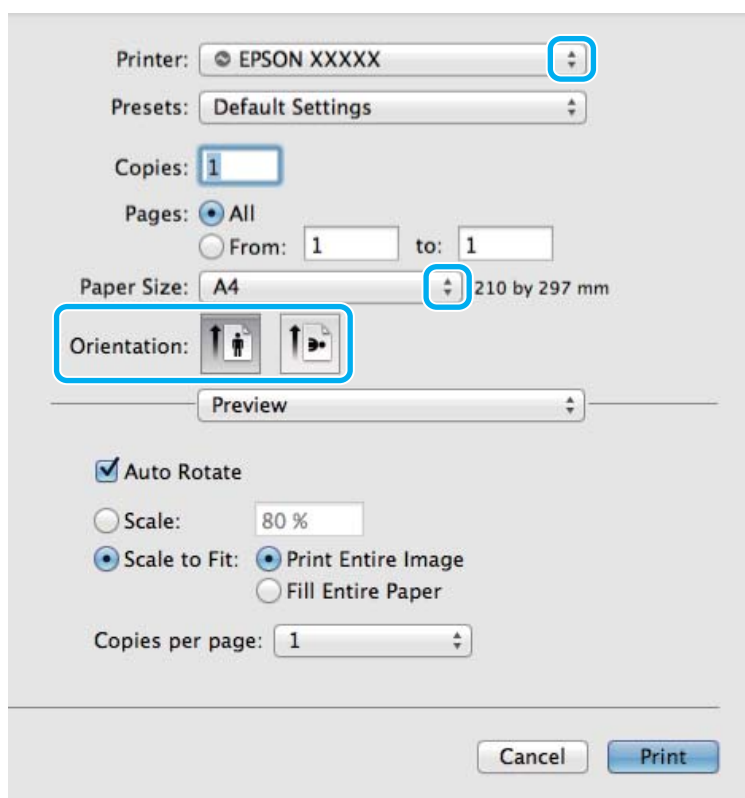 Printer: EPSON XXXXX
Presets: Default Settings
Copies: 1
Pages: All
From: 1 to: 1
Paper Size: A4 210 by 297 mm
Orientation:
Preview
Auto Rotate
Scale: 80 %
Scale to Fit: Print Entire Image
Fill Entire Paper
Copies per page: 1
Cancel Print